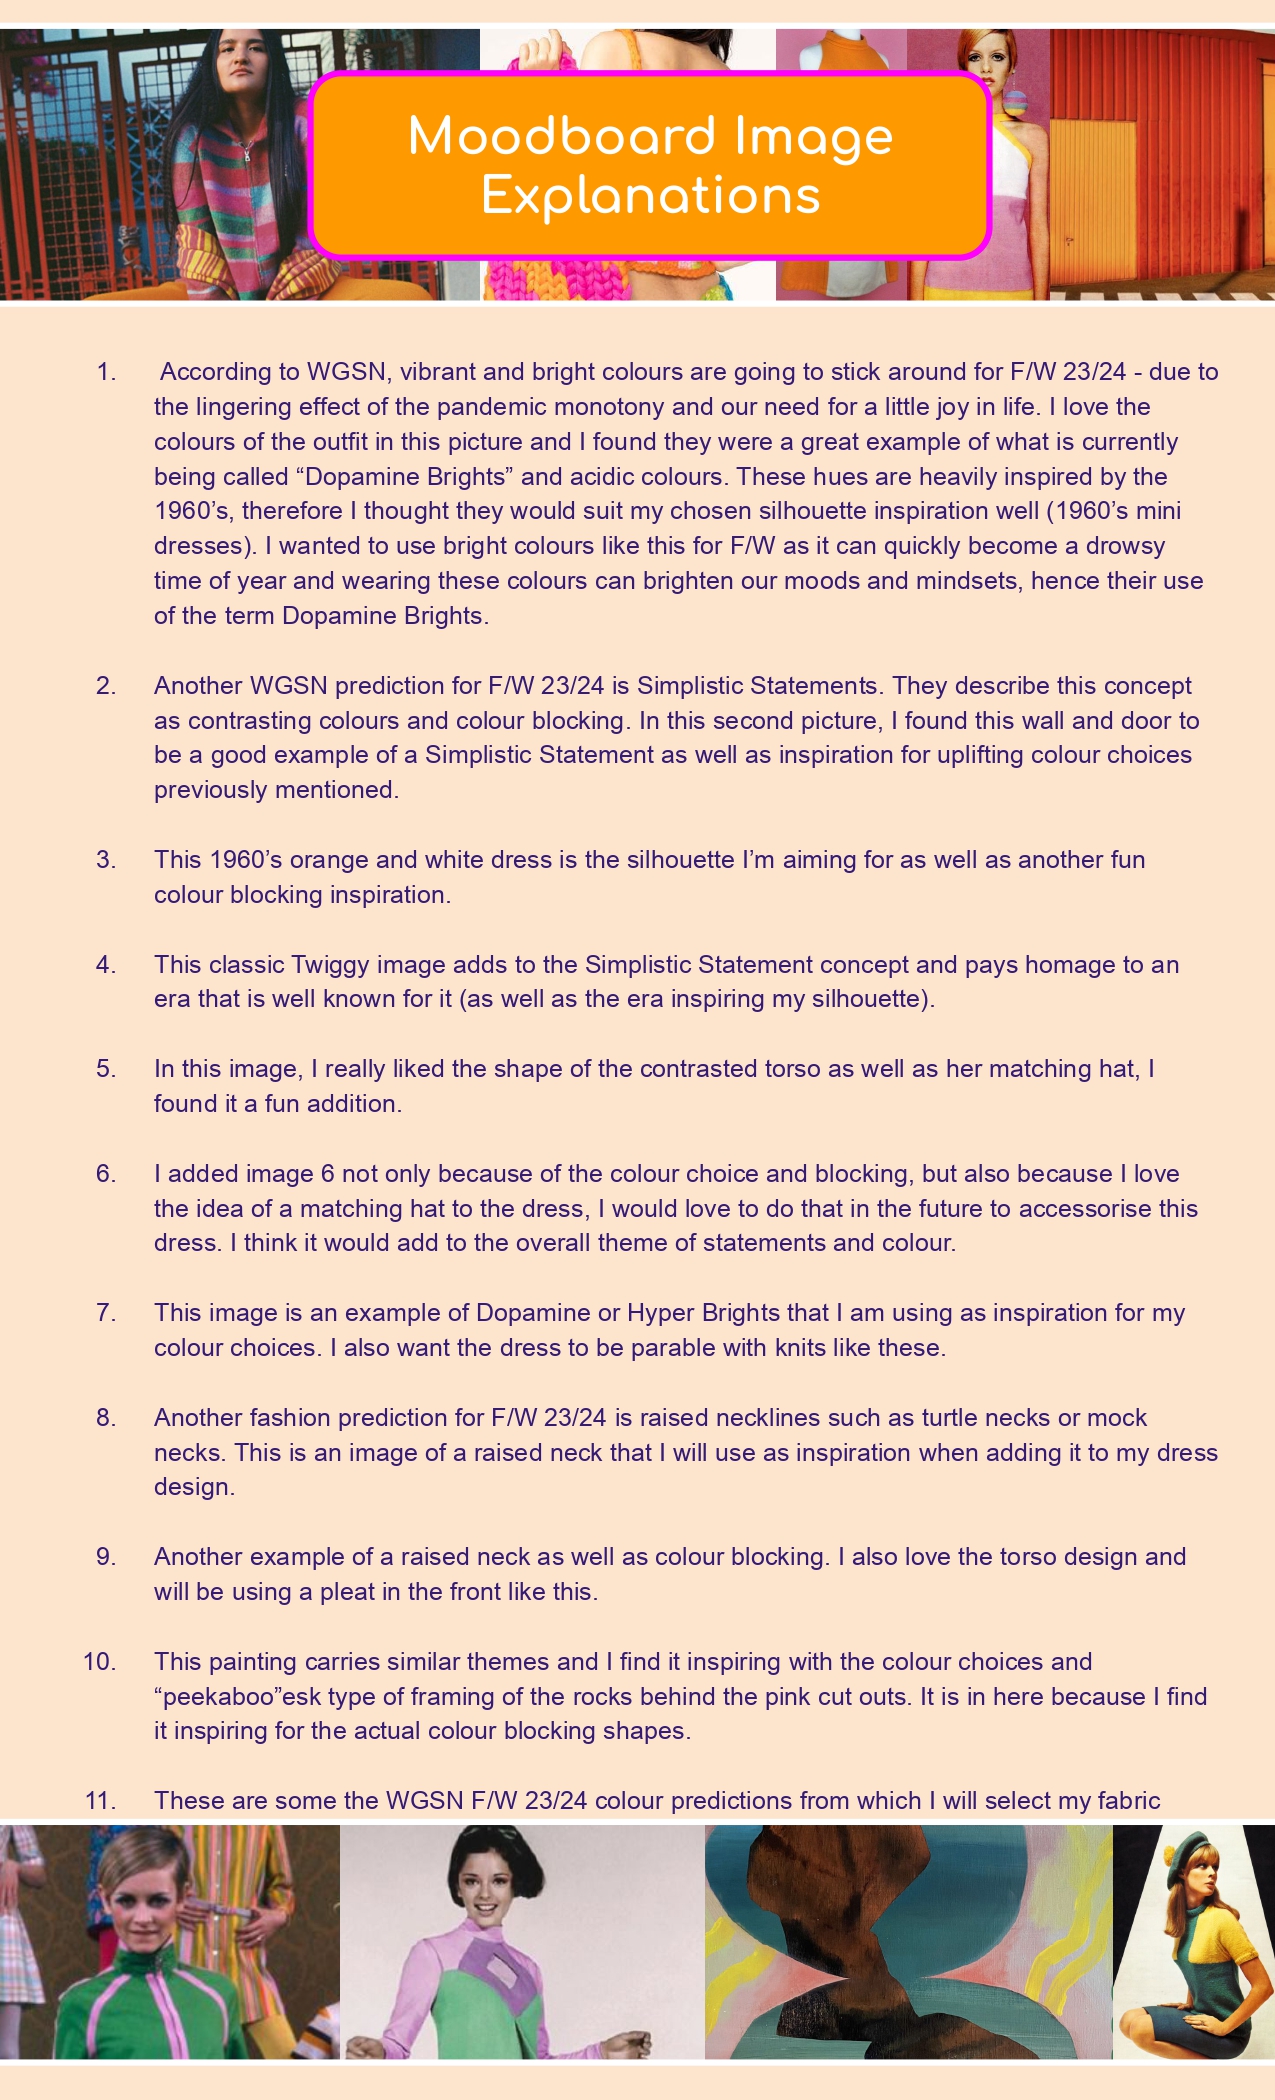 Moodboard Image
Explanations
1. According to WGSN, vibrant and bright colours are going to stick around for F/W 23/24 - due to
the lingering effect of the pandemic monotony and our need for a little joy in life. I love the
colours of the outfit in this picture and I found they were a great example of what is currently
being called “Dopamine Brights” and acidic colours. These hues are heavily inspired by the
1960’s, therefore I thought they would suit my chosen silhouette inspiration well (1960’s mini
dresses). I wanted to use bright colours like this for F/W as it can quickly become a drowsy
time of year and wearing these colours can brighten our moods and mindsets, hence their use
of the term Dopamine Brights.
2. Another WGSN prediction for F/W 23/24 is Simplistic Statements. They describe this concept
as contrasting colours and colour blocking. In this second picture, I found this wall and door to
be a good example of a Simplistic Statement as well as inspiration for uplifting colour choices
previously mentioned.
3. This 1960’s orange and white dress is the silhouette I’m aiming for as well as another fun
colour blocking inspiration.
4. This classic Twiggy image adds to the Simplistic Statement concept and pays homage to an
era that is well known for it (as well as the era inspiring my silhouette).
5. In this image, I really liked the shape of the contrasted torso as well as her matching hat, I
found it a fun addition.
6. I added image 6 not only because of the colour choice and blocking, but also because I love
the idea of a matching hat to the dress, I would love to do that in the future to accessorise this
dress. I think it would add to the overall theme of statements and colour.
7. This image is an example of Dopamine or Hyper Brights that I am using as inspiration for my
colour choices. I also want the dress to be parable with knits like these.
8. Another fashion prediction for F/W 23/24 is raised necklines such as turtle necks or mock
necks. This is an image of a raised neck that I will use as inspiration when adding it to my dress
design.
9. Another example of a raised neck as well as colour blocking. I also love the torso design and
will be using a pleat in the front like this.
10. This painting carries similar themes and I find it inspiring with the colour choices and
“peekaboo”esk type of framing of the rocks behind the pink cut outs. It is in here because I find
it inspiring for the actual colour blocking shapes.
11. These are some the WGSN F/W 23/24 colour predictions from which I will select my fabric